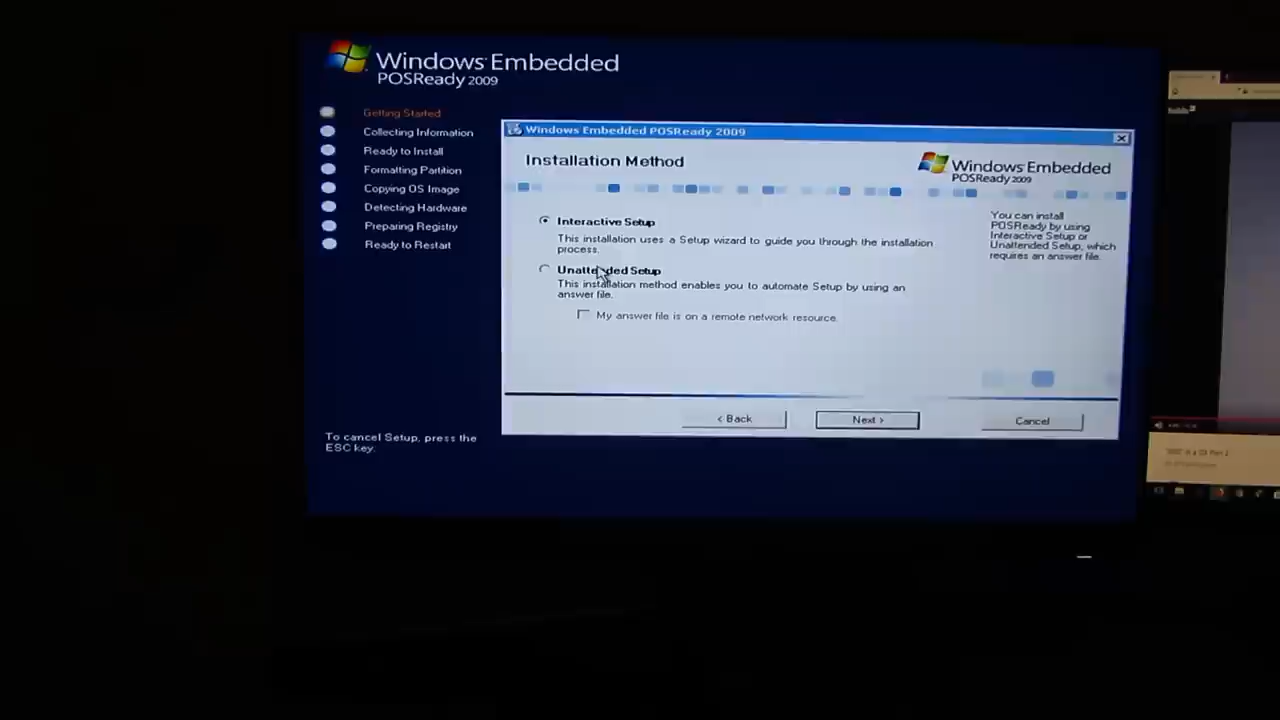 Windows Embedded
POSReady 2009
Getting Started
Collecting Information
Ready to Install
Formatting Partition
Copying OS Image
Detecting Hardware
Preparing Registry
Ready to Restart
To cancel Setup, press the
ESC key.
Windows Embedded POSReady 2009
Installation Method
Windows Embedded
POSReady 2009
Interactive Setup
This installation uses a Setup wizard to guide you through the installation
process.
Unattended Setup
This installation method enables you to automate Setup by using an
answer file.
My answer file is on a remote network resource.
You can install
POSReady by using
Interactive Setup or
Unattended Setup, which
requires an answer file.
< Back
Next >
Cancel